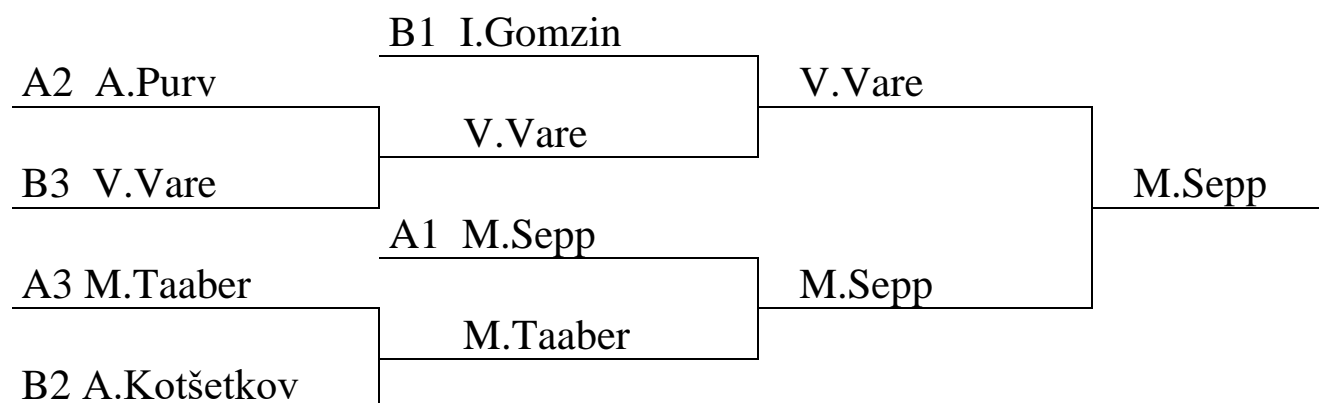 B1 I.Gomzin
A2 A.Purv
V.Vare
V.Vare
B3 V.Vare
M.Sepp
A1 M.Sepp
A3 M.Taaber
M.Sepp
M.Taaber
B2 A.Kotšetkov